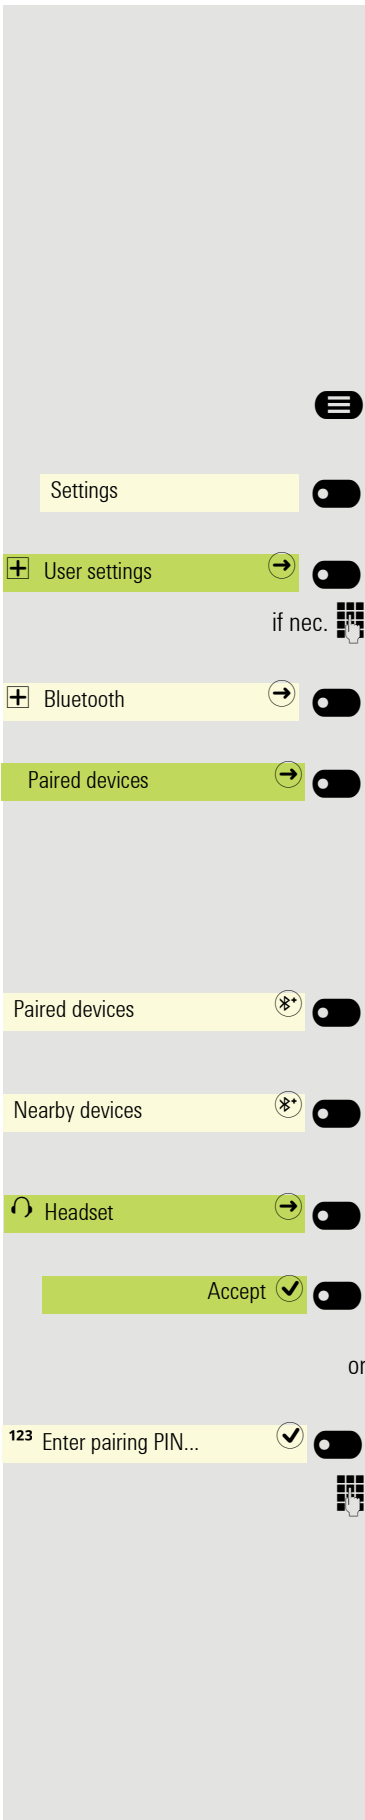 Settings
User settings
if nec.
Bluetooth
Paired devices
Paired devices
Nearby devices
Headset
Accept
or
123 Enter pairing PIN...